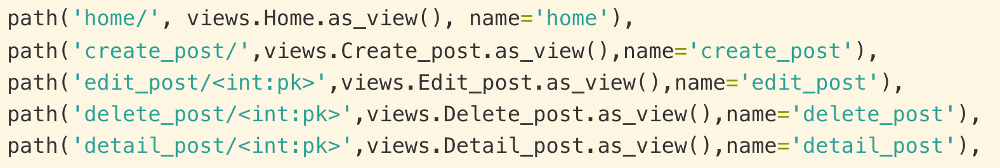 path('home/', views.Home.as_view(), name='home'),
path('create_post/',views.Create_post.as_view(),name='create_post'),
path('edit_post/<int:pk>',views.Edit_post.as_view(),name='edit_post'),
path('delete_post/<int:pk>',views.Delete_post.as_view(),name='delete_post'),
path('detail_post/<int:pk>',views.Detail_post.as_view(),name='detail_post'),